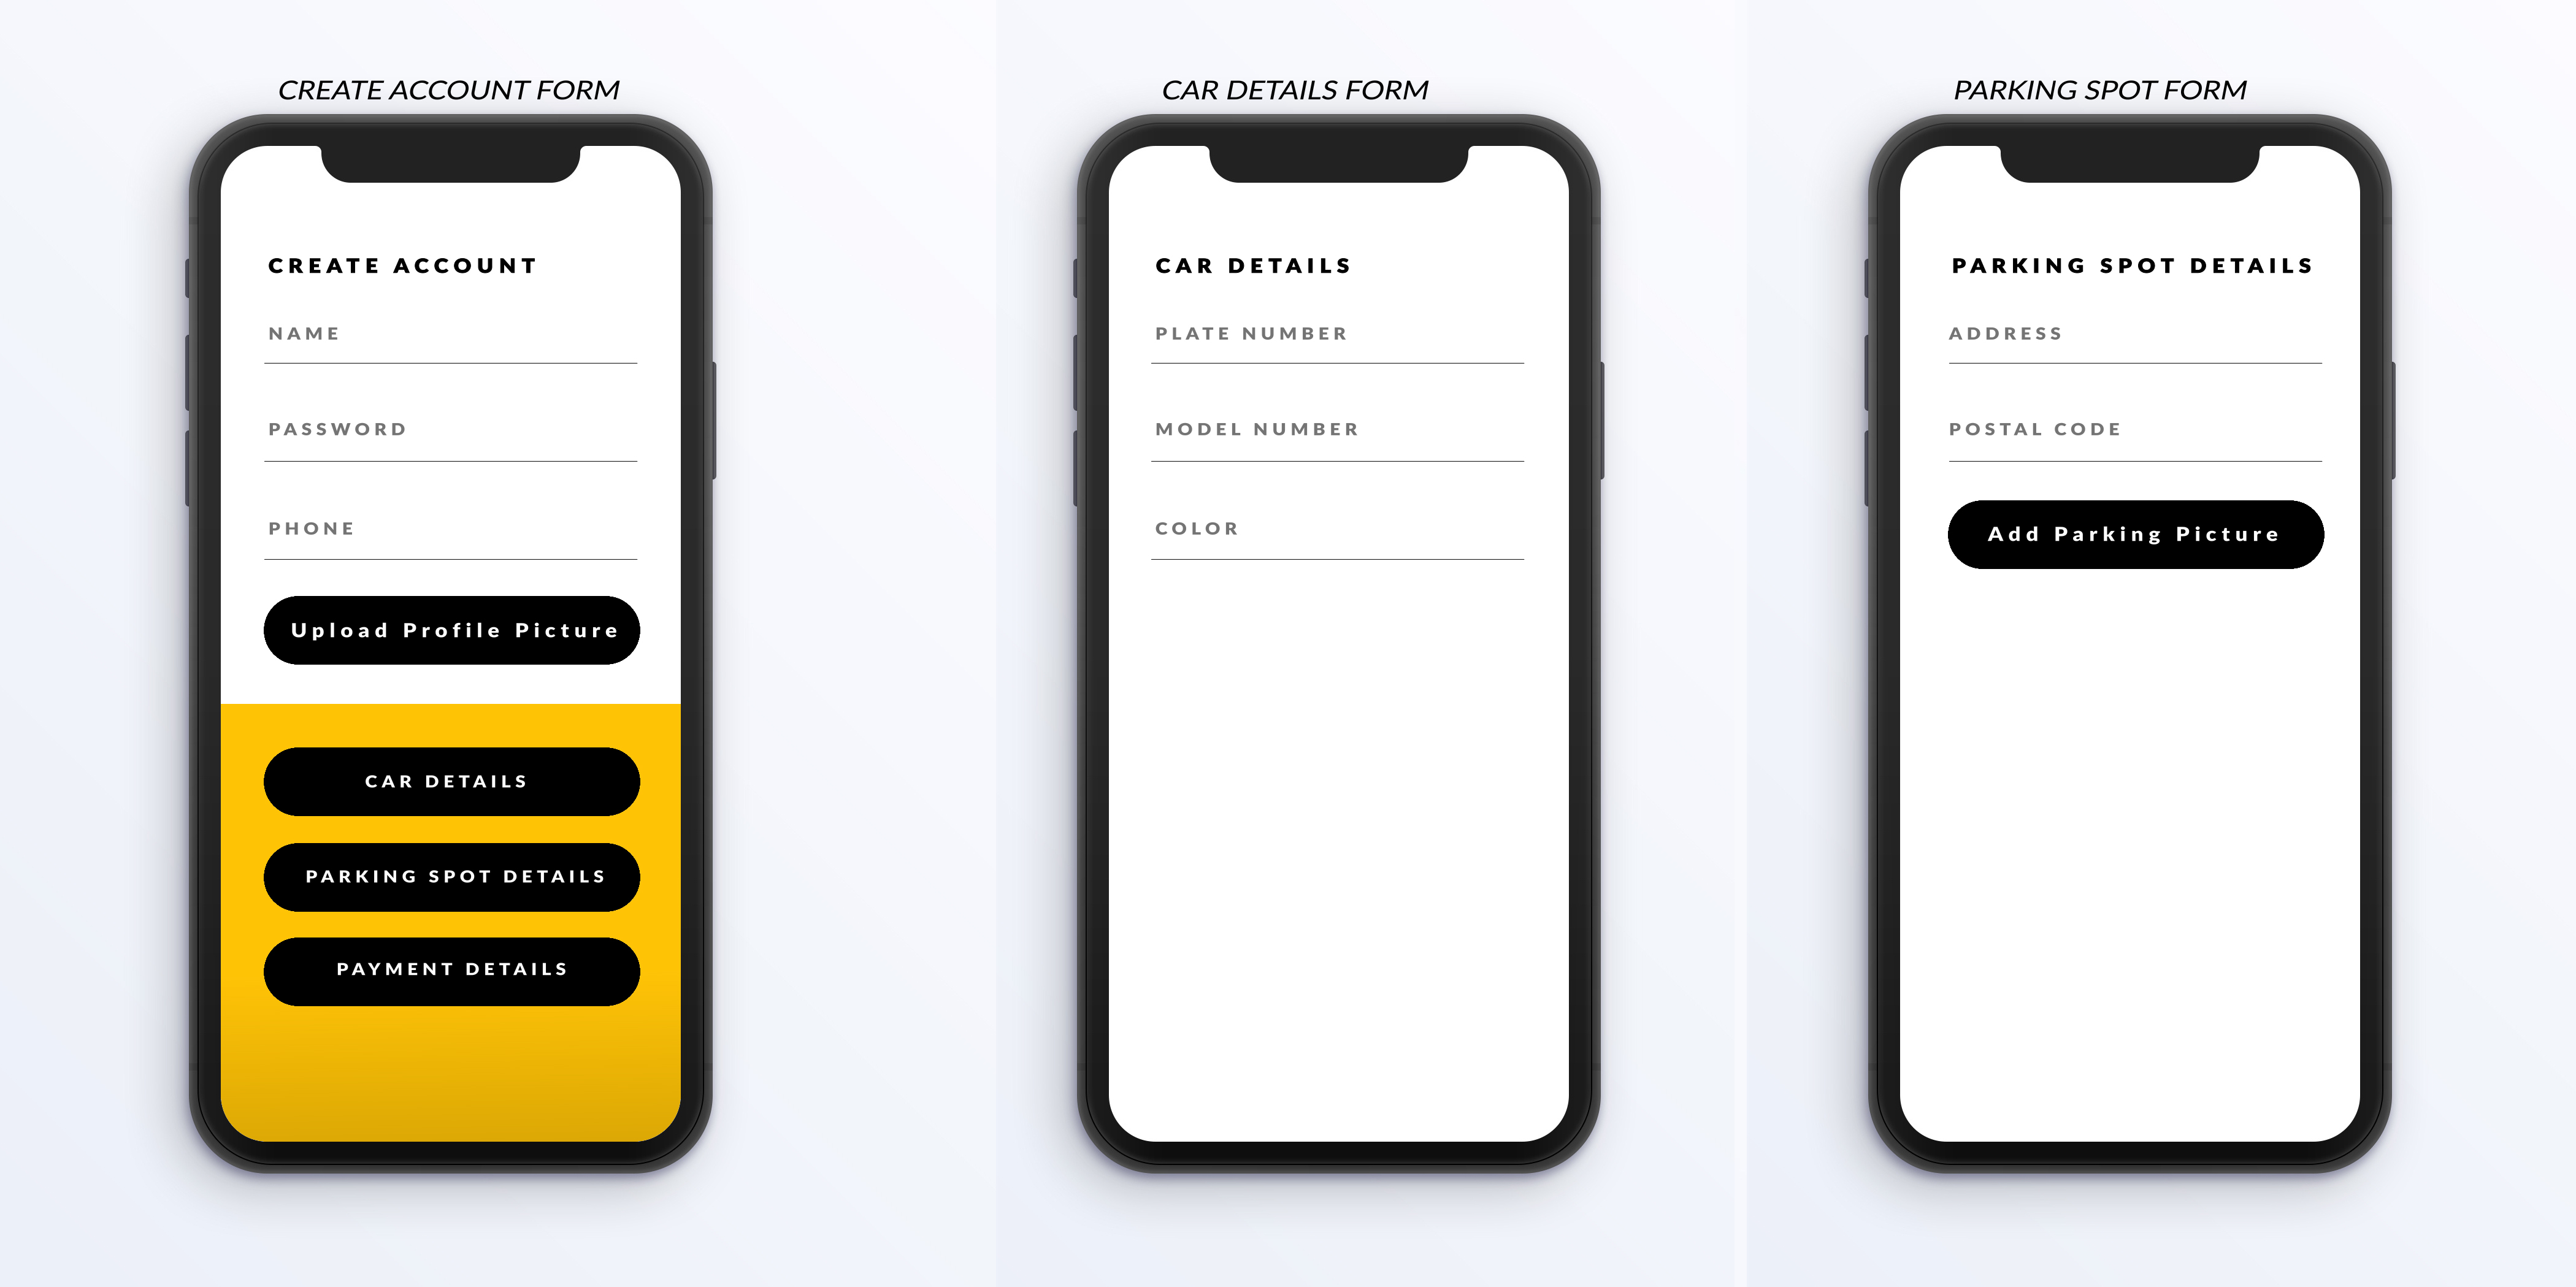 CREATE ACCOUNT FORM
CREATE ACCOUNT
NAME
PASSWORD
PHONE
Upload Profile Picture
CAR DETAILS
PARKING SPOT DETAILS
PAYMENT DETAILS
CAR DETAILS FORM
CAR DETAILS
PLATE NUMBER
MODEL NUMBER
COLOR
PARKING SPOT FORM
PARKING SPOT DETAILS
ADDRESS
POSTAL CODE
Add Parking Picture